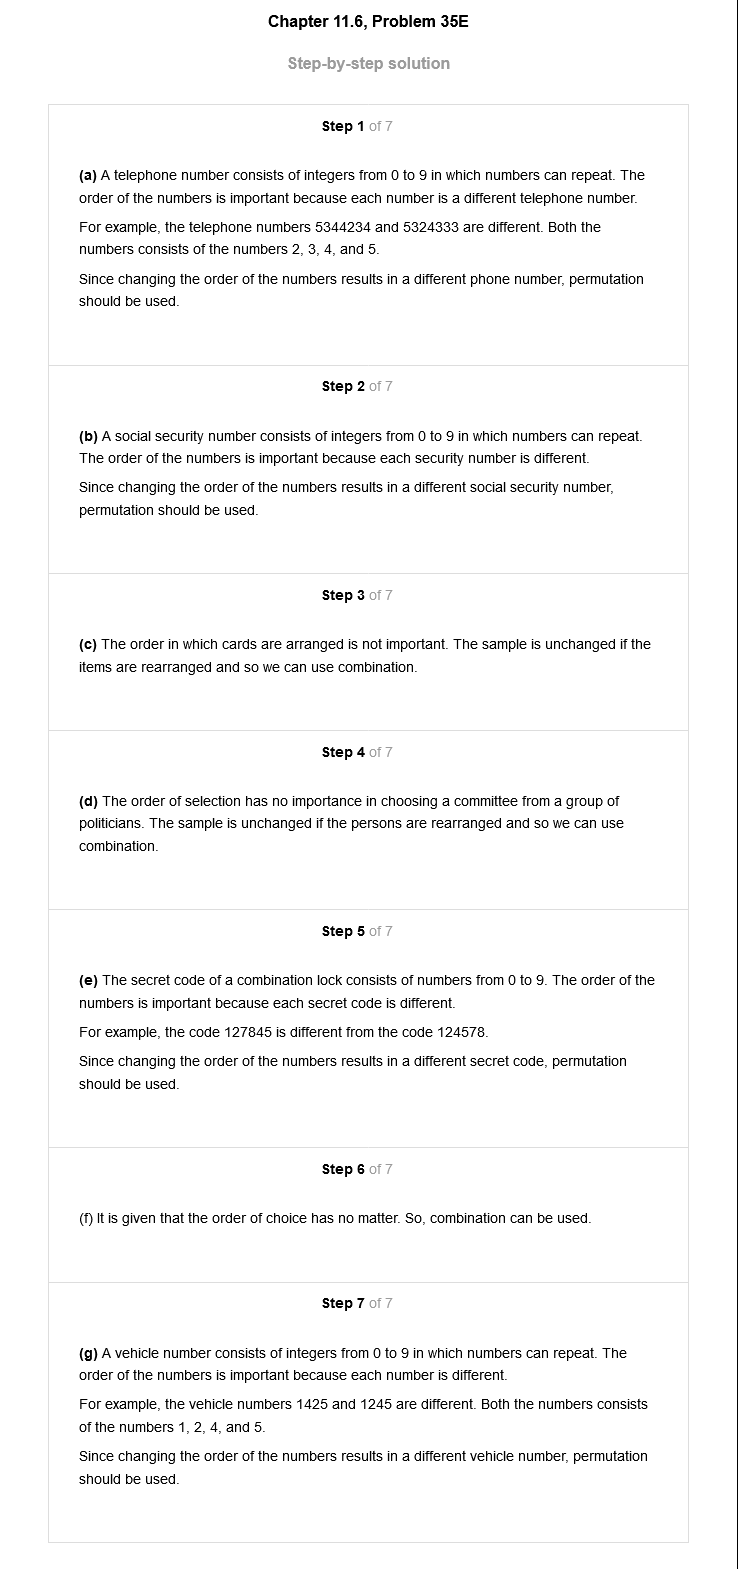 Chapter 11.6, Problem 35E
Step-by-step solution
Step 1 of 7
(a) A telephone number consists of integers from 0 to 9 in which numbers can repeat. The
order of the numbers is important because each number is a different telephone number.
For example, the telephone numbers 5344234 and 5324333 are different. Both the
numbers consists of the numbers 2, 3, 4, and 5.
Since changing the order of the numbers results in a different phone number, permutation
should be used.
Step 2 of 7
(b) A social security number consists of integers from 0 to 9 in which numbers can repeat.
The order of the numbers is important because each security number is different.
Since changing the order of the numbers results in a different social security number,
permutation should be used.
Step 3 of 7
(c) The order in which cards are arranged is not important. The sample is unchanged if the
items are rearranged and so we can use combination.
Step 4 of 7
(d) The order of selection has no importance in choosing a committee from a group of
politicians. The sample is unchanged if the persons are rearranged and so we can use
combination.
Step 5 of 7
(e) The secret code of a combination lock consists of numbers from 0 to 9. The order of the
numbers is important because each secret code is different.
For example, the code 127845 is different from the code 124578.
Since changing the order of the numbers results in a different secret code, permutation
should be used.
Step 6 of 7
(f) It is given that the order of choice has no matter. So, combination can be used.
Step 7 of 7
(g) A vehicle number consists of integers from 0 to 9 in which numbers can repeat. The
order of the numbers is important because each number is different.
For example, the vehicle numbers 1425 and 1245 are different. Both the numbers consists
of the numbers 1, 2, 4, and 5.
Since changing the order of the numbers results in a different vehicle number, permutation
should be used.